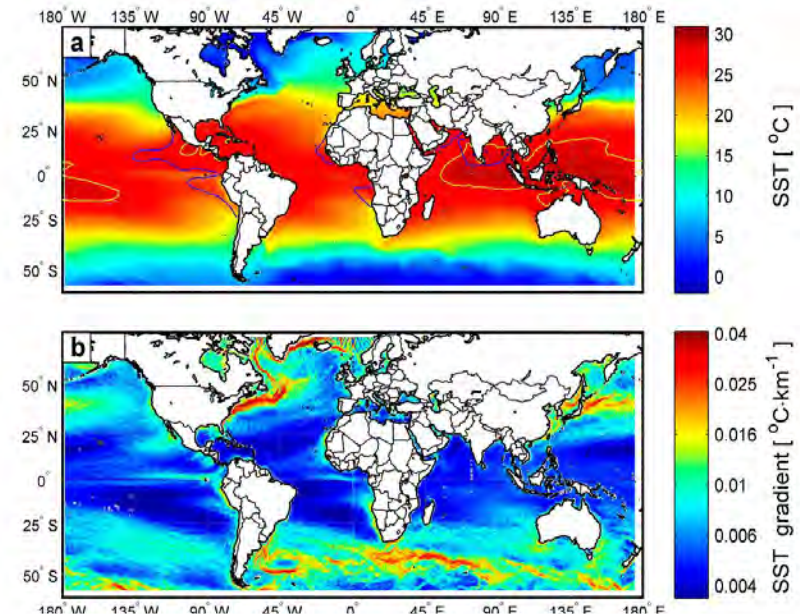 180° W 135° W 90° W 45° W 0° 45° E 90° E 135° E 180° E
a
50° N
25° N
0°
25° S
50° S
30
25
20
15
10
5
0
SST [ °C]
b
50° N
25° N
0°
25° S
50° S
0.04
0.025
0.016
0.01
0.006
0.004
SST gradient [ °C·km⁻¹]
180° W 135° W 90° W 45° W 0° 45° E 90° E 135° E 180° E